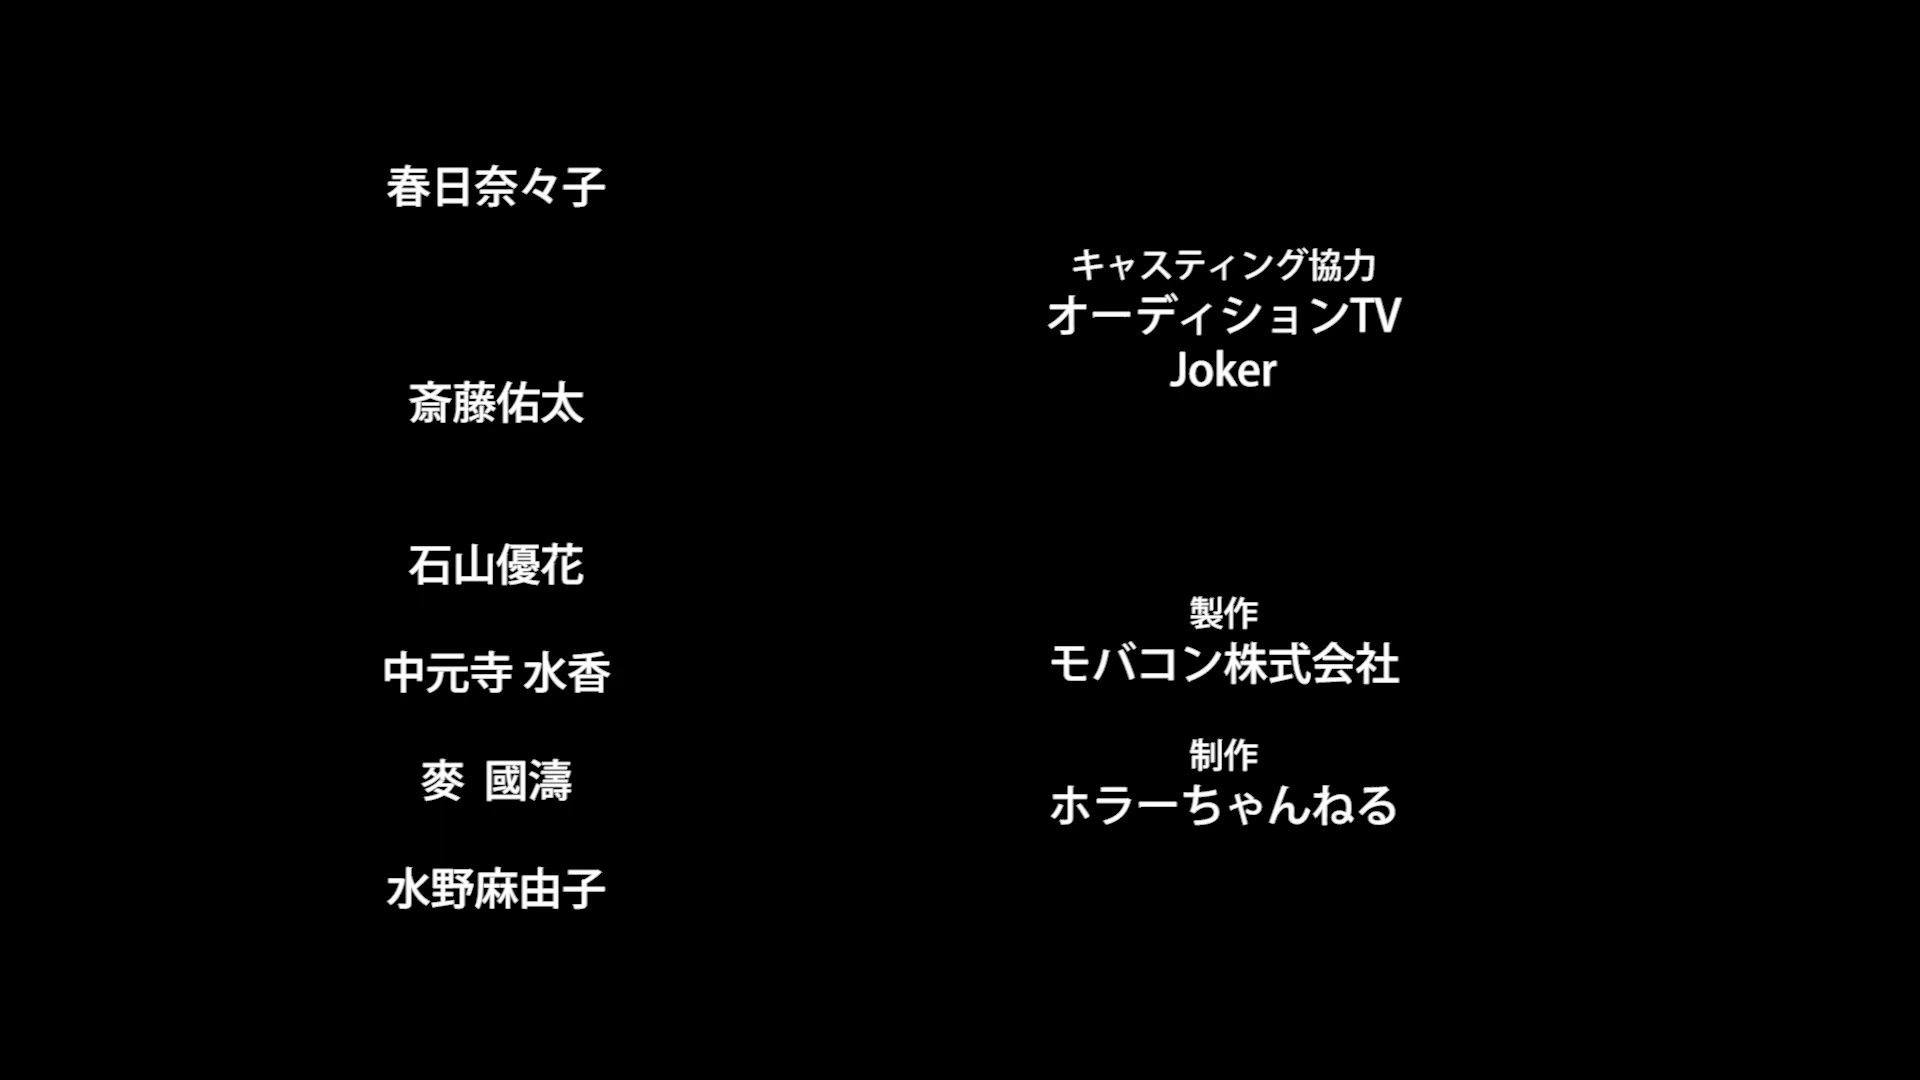 春日奈々子
斎藤佑太
石山優花
中元寺 水香
麥 國濤
水野麻由子
キャスティング協力
オーディションTV
Joker
製作
モバコン株式会社
制作
ホラーちゃんねる